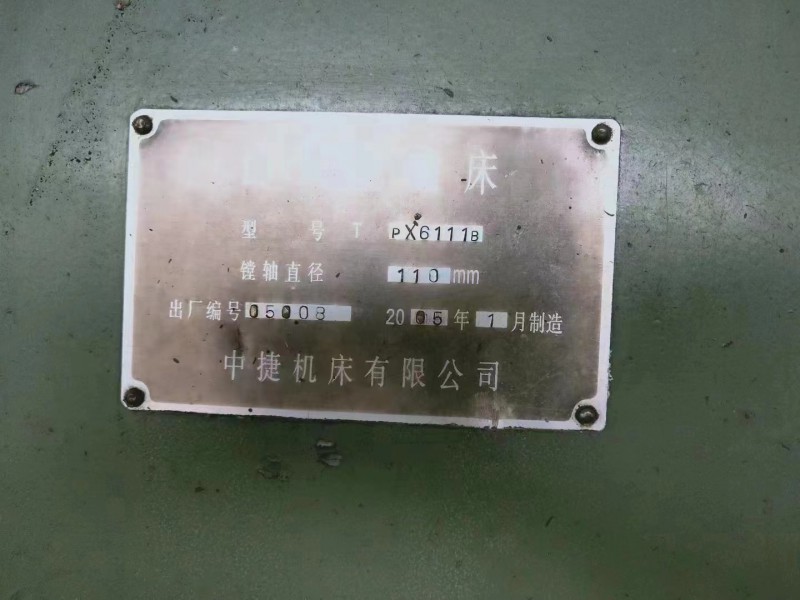 床
型 号 T PX6111B
镗轴直径 110 mm
出厂编号 05008 2005年 1 月制造
中捷机床有限公司